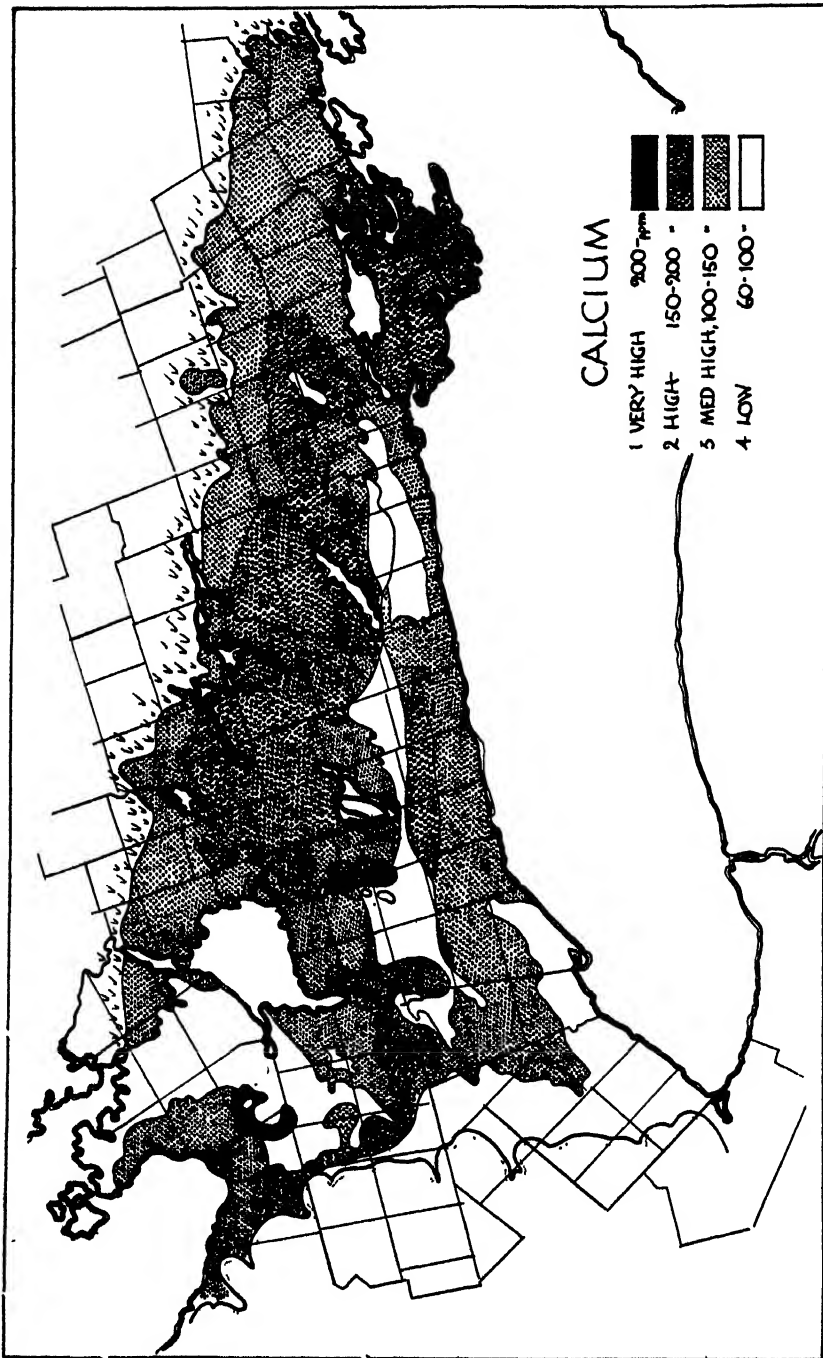 CALCIUM
1 VERY HIGH 200-ppm
2 HIGH- 150-200 "
3 MED HIGH, 100-150 "
4 LOW 60-100 "